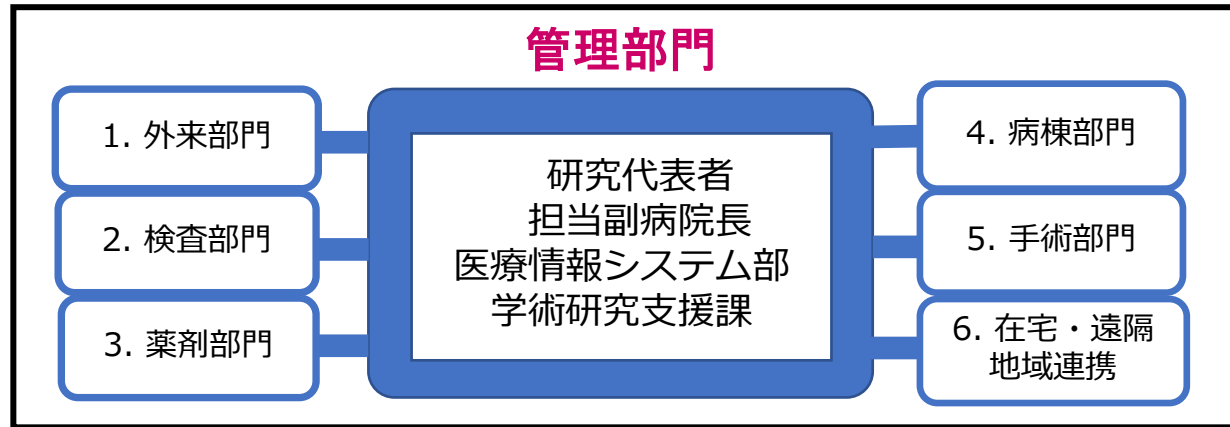 管理部門
1. 外来部門
2. 検査部門
3. 薬剤部門
研究代表者
担当副病院長
医療情報システム部
学術研究支援課
4. 病棟部門
5. 手術部門
6. 在宅・遠隔
地域連携